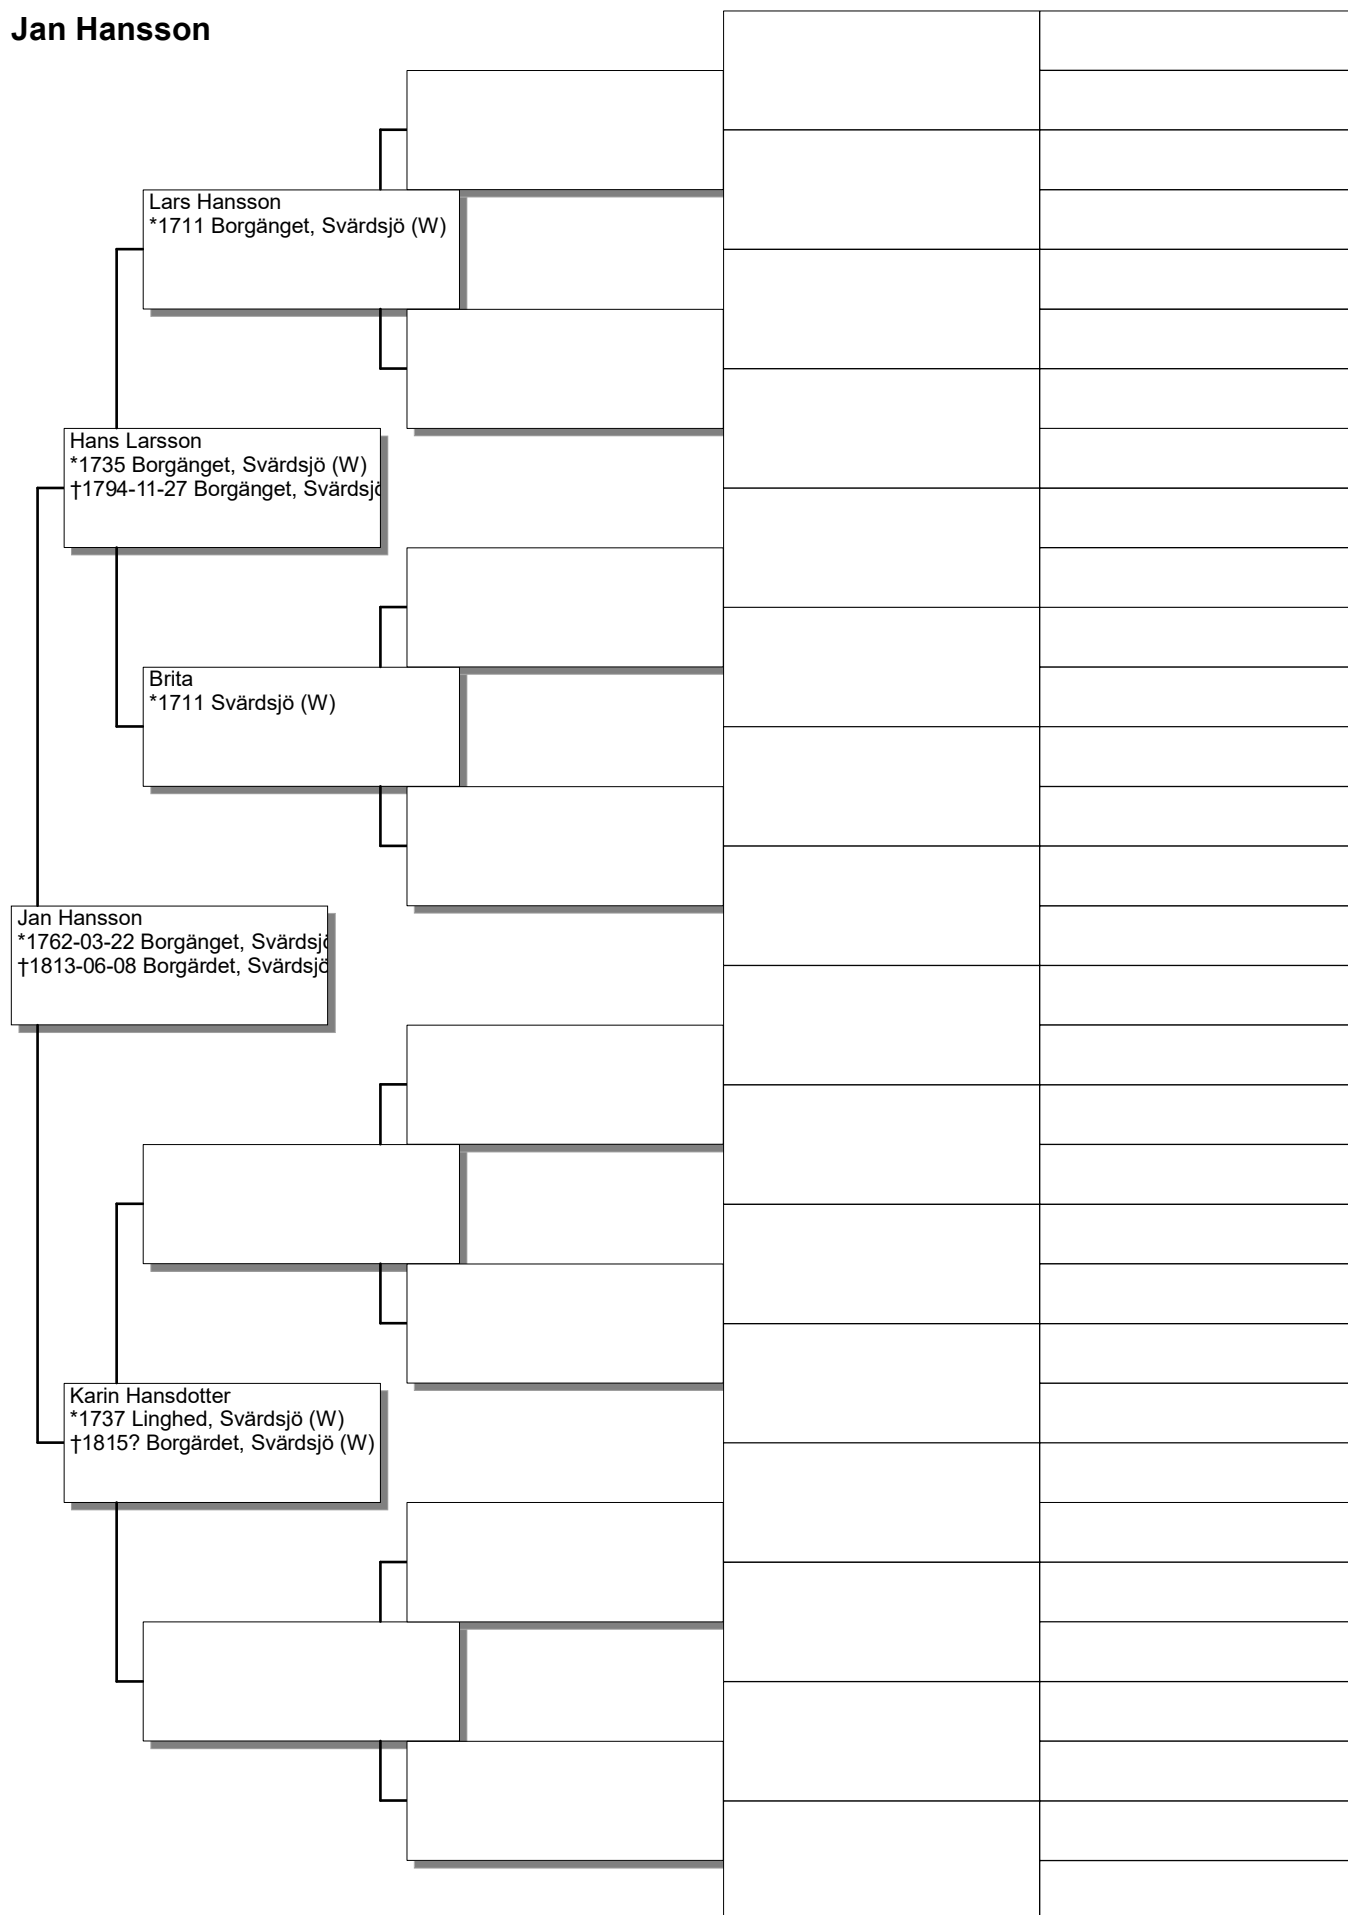 Jan Hansson
Lars Hansson
*1711 Borgänget, Svärdsjö (W)
Hans Larsson
*1735 Borgänget, Svärdsjö (W)
†1794-11-27 Borgänget, Svärdsjö
Brita
*1711 Svärdsjö (W)
Jan Hansson
*1762-03-22 Borgänget, Svärdsjö
†1813-06-08 Borgärdet, Svärdsjö
Karin Hansdotter
*1737 Linghed, Svärdsjö (W)
†1815? Borgärdet, Svärdsjö (W)